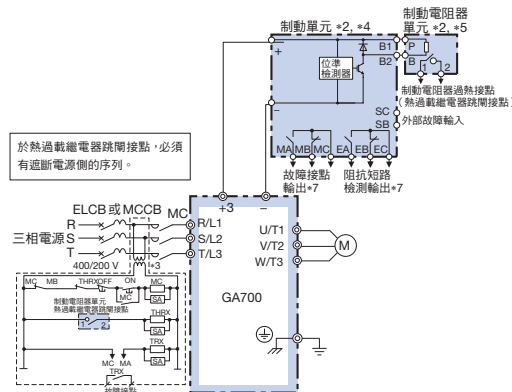 制動單元 *2, *4
制動電阻器
單元 *2, *5
+
−
位準
檢測器
B1
B2
P
B
1 2
制動電阻器過熱接點
(熱過載繼電器跳閘接點)
SC
SB
外部故障輸入
MA MB MC EA EB EC
故障接點
輸出*7
阻抗短路
檢測輸出*7
於熱過載繼電器跳閘接點，必須
有遮斷電源側的序列。
+3 −
ELCB 或 MCCB MC
三相電源
R
S
T
R/L1
S/L2
T/L3
400/200 V
*3
U/T1
V/T2
W/T3
M
GA700
MC MB THRX OFF ON MC
MC
SA
制動電阻器單元
熱過載繼電器跳閘接點
1 2
THRX
SA
TRX
SA
MC MA
TRX
故障接點